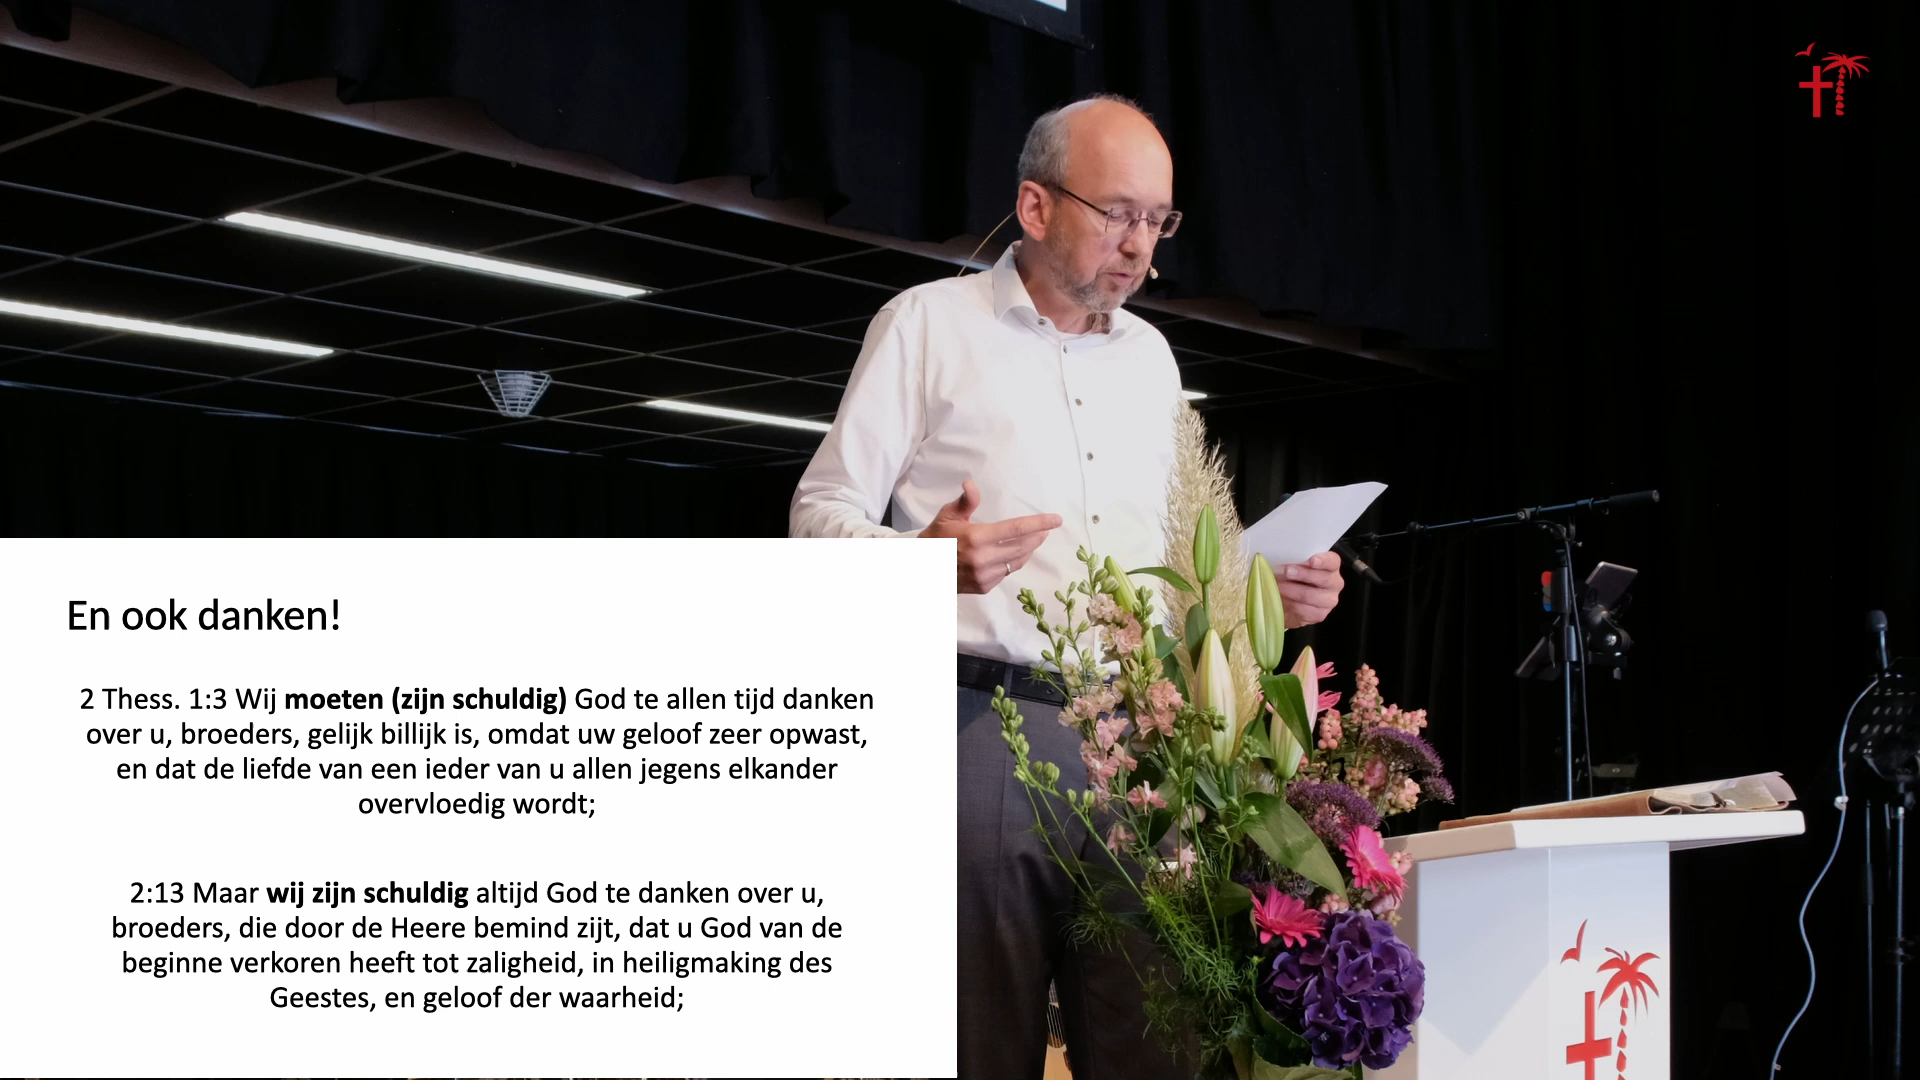 En ook danken!
2 Thess. 1:3 Wij moeten (zijn schuldig) God te allen tijd danken
over u, broeders, gelijk billijk is, omdat uw geloof zeer opwast,
en dat de liefde van een ieder van u allen jegens elkander
overvloedig wordt;
2:13 Maar wij zijn schuldig altijd God te danken over u,
broeders, die door de Heere bemind zijt, dat u God van de
beginne verkoren heeft tot zaligheid, in heiligmaking des
Geestes, en geloof der waarheid;